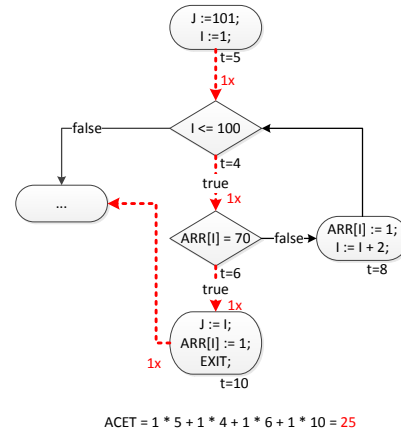 J :=101;
I :=1;
t=5
1x
false
I <= 100
t=4
true
1x
...
ARR[I] = 70
false
ARR[I] := 1;
I := I + 2;
t=8
t=6
true
1x
J := I;
ARR[I] := 1;
EXIT;
1x
t=10
ACET = 1 * 5 + 1 * 4 + 1 * 6 + 1 * 10 = 25